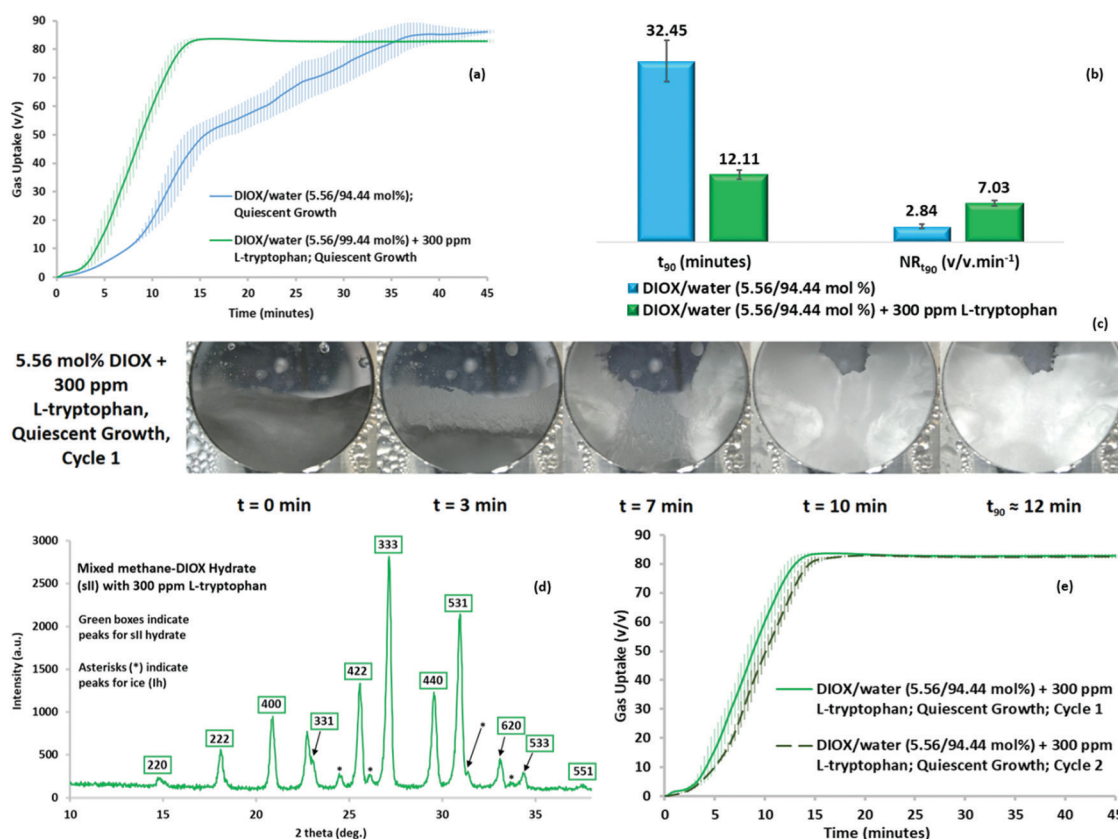 90
80
70
60
50
40
30
20
10
0
Gas Uptake (v/v)
(a)
DIOX/water (5.56/94.44 mol%);
Quiescent Growth
DIOX/water (5.56/99.44 mol%) + 300 ppm
L-tryptophan; Quiescent Growth
0 5 10 15 20 25 30 35 40 45
Time (minutes)
32.45
(b)
12.11
7.03
2.84
t90 (minutes)
NRt90 (v/v.min-1)
DIOX/water (5.56/94.44 mol %)
DIOX/water (5.56/94.44 mol %) + 300 ppm L-tryptophan
(c)
5.56 mol% DIOX +
300 ppm
L-tryptophan,
Quiescent Growth,
Cycle 1
t = 0 min
t = 3 min
t = 7 min
t = 10 min
t90 ≈ 12 min
3000
2500
2000
1500
1000
500
0
Intensity (a.u.)
Mixed methane-DIOX Hydrate
(sII) with 300 ppm L-tryptophan
Green boxes indicate
peaks for sII hydrate
Asterisks (*) indicate
peaks for ice (Ih)
(d)
220
222
400
331
*
422
*
333
440
531
*
620
*
533
551
10 15 20 25 30 35
2 theta (deg.)
90
80
70
60
50
40
30
20
10
0
Gas Uptake (v/v)
(e)
DIOX/water (5.56/94.44 mol%) + 300 ppm
L-tryptophan; Quiescent Growth; Cycle 1
DIOX/water (5.56/94.44 mol%) + 300 ppm
L-tryptophan; Quiescent Growth; Cycle 2
0 5 10 15 20 25 30 35 40 45
Time (minutes)